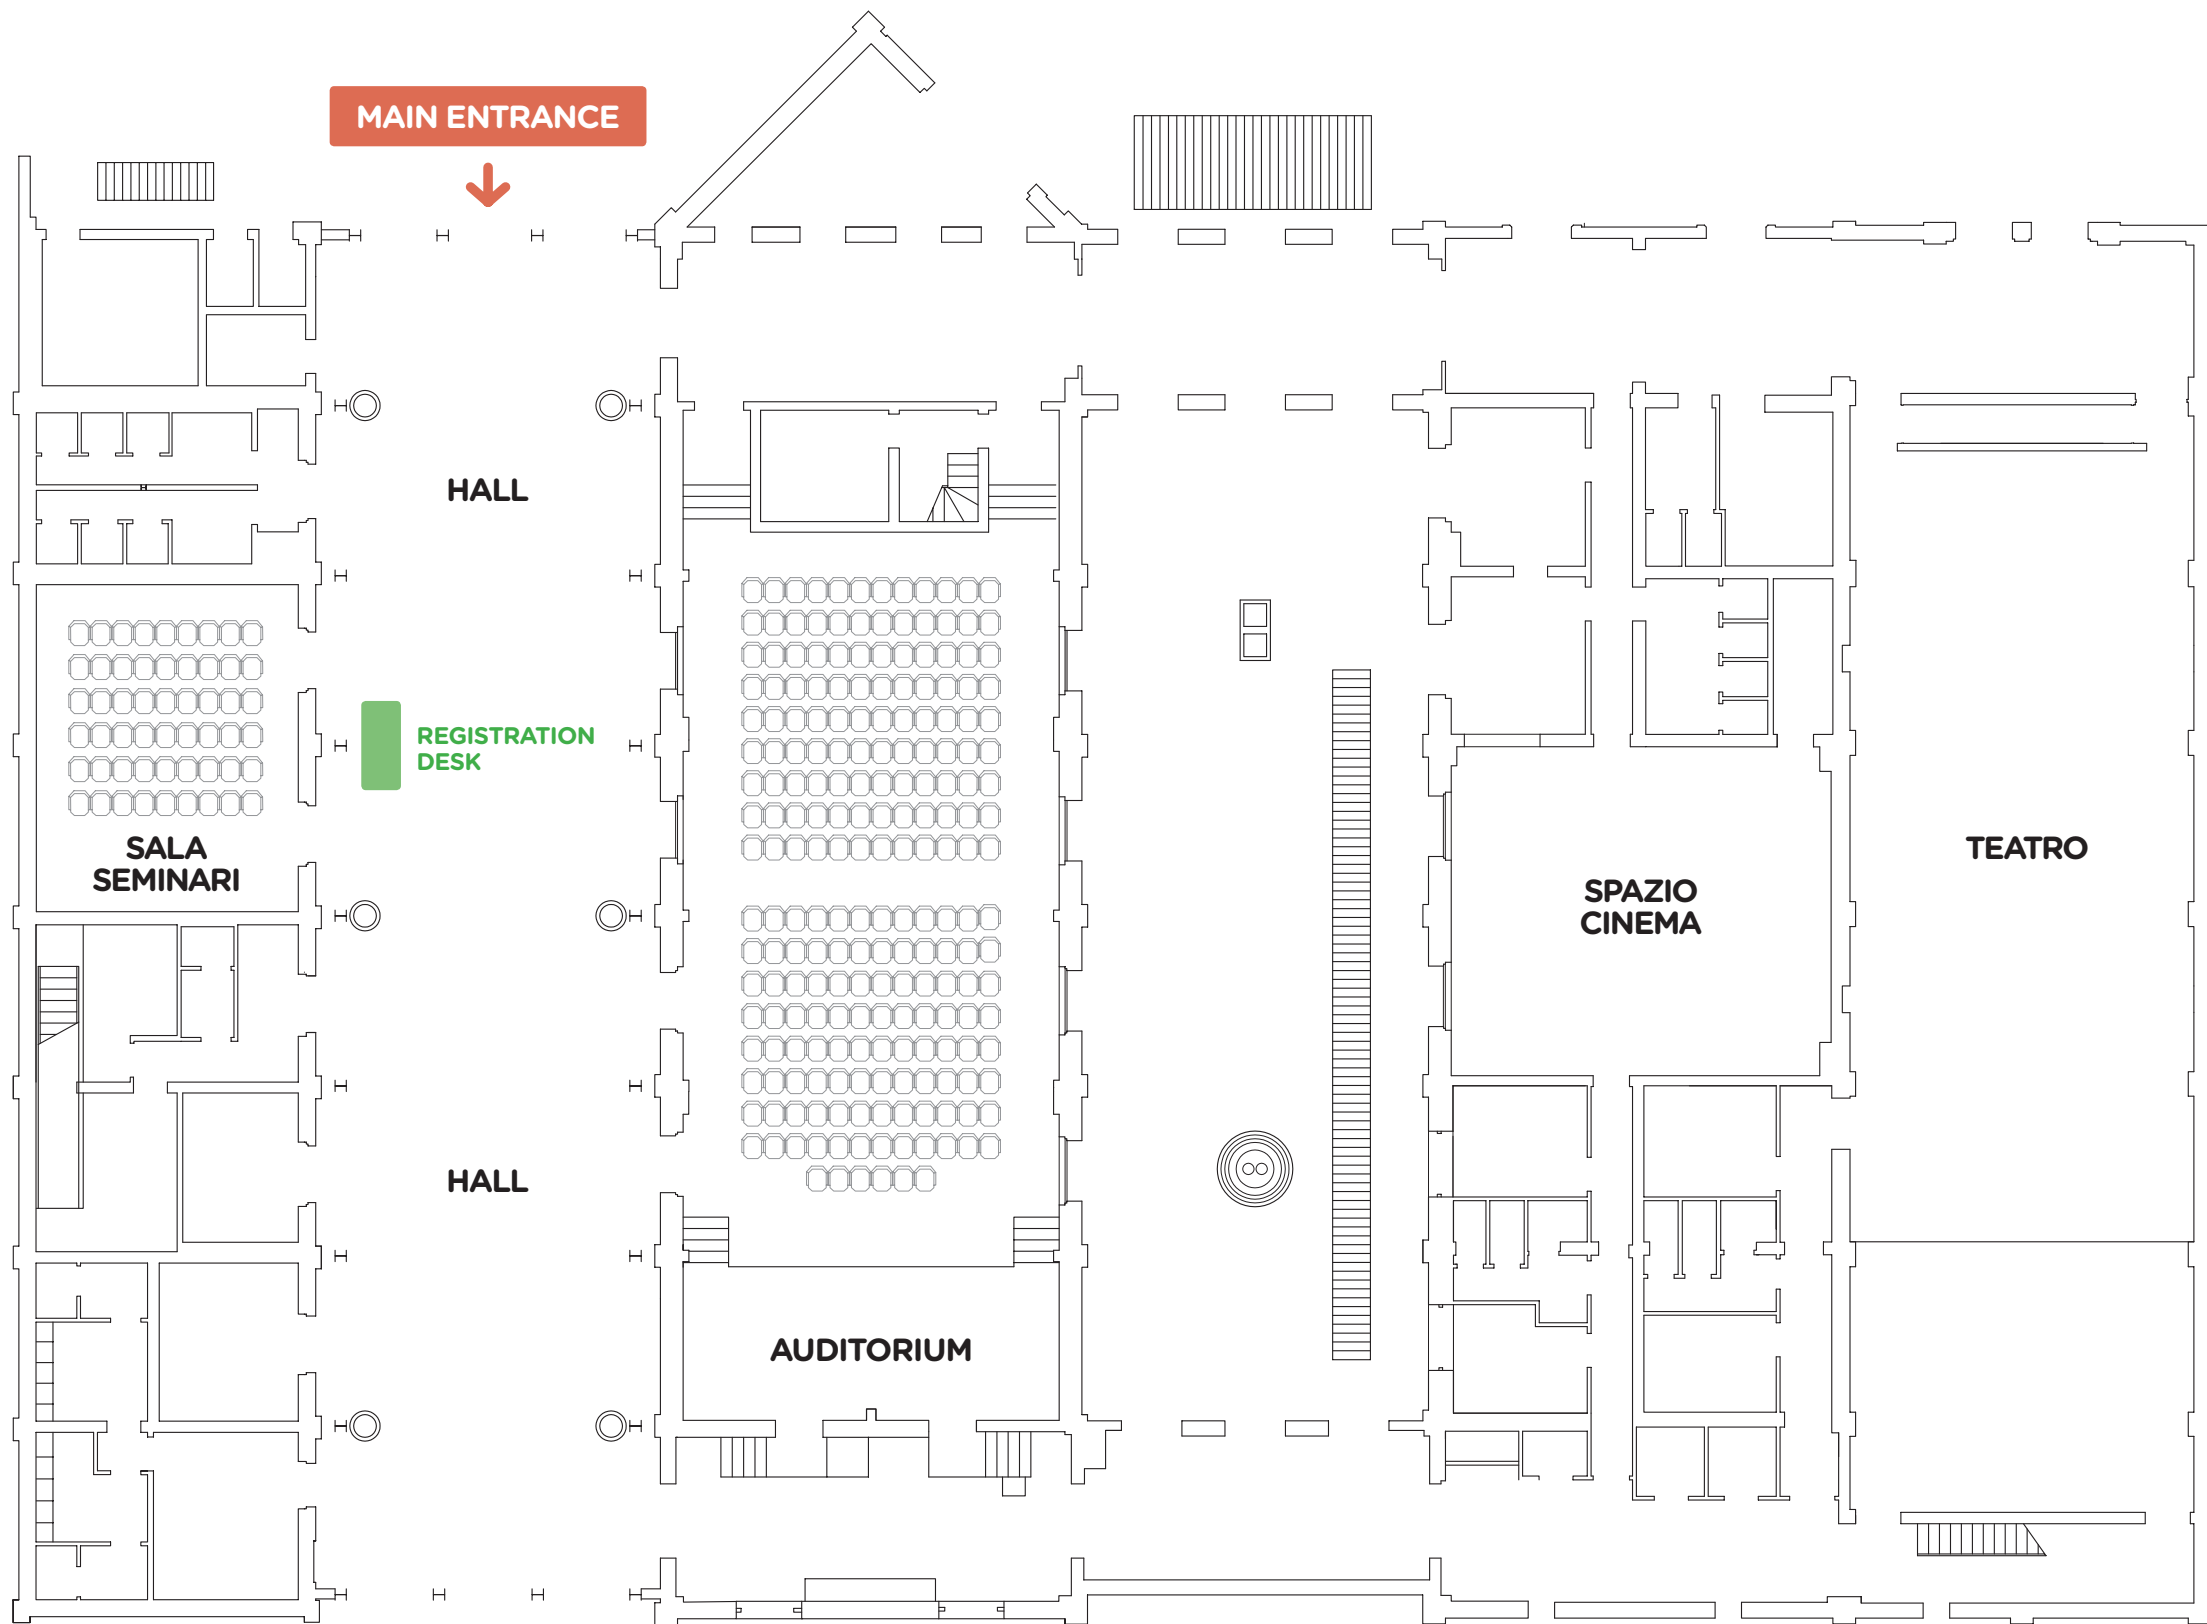 MAIN ENTRANCE
HALL
REGISTRATION
DESK
SALA
SEMINARI
TEATRO
SPAZIO
CINEMA
HALL
AUDITORIUM